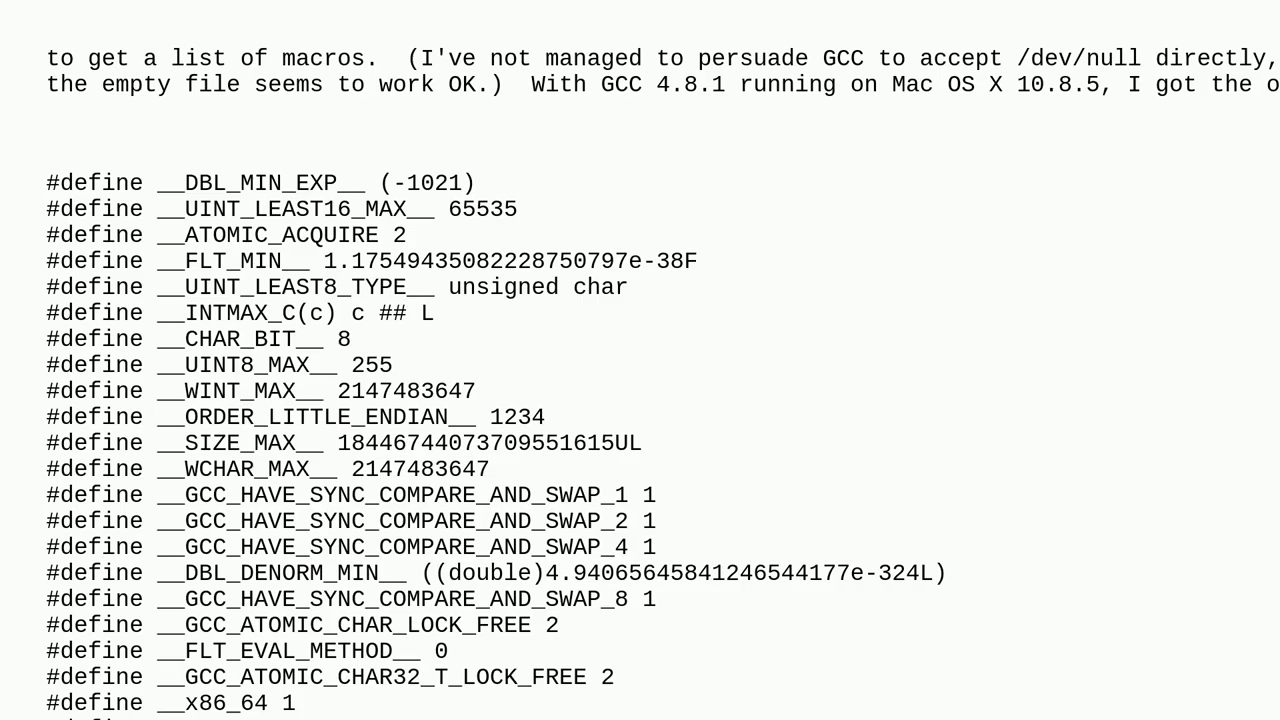 to get a list of macros.  (I've not managed to persuade GCC to accept /dev/null directly,
the empty file seems to work OK.)  With GCC 4.8.1 running on Mac OS X 10.8.5, I got the o
#define __DBL_MIN_EXP__ (-1021)
#define __UINT_LEAST16_MAX__ 65535
#define __ATOMIC_ACQUIRE 2
#define __FLT_MIN__ 1.17549435082228750797e-38F
#define __UINT_LEAST8_TYPE__ unsigned char
#define __INTMAX_C(c) c ## L
#define __CHAR_BIT__ 8
#define __UINT8_MAX__ 255
#define __WINT_MAX__ 2147483647
#define __ORDER_LITTLE_ENDIAN__ 1234
#define __SIZE_MAX__ 18446744073709551615UL
#define __WCHAR_MAX__ 2147483647
#define __GCC_HAVE_SYNC_COMPARE_AND_SWAP_1 1
#define __GCC_HAVE_SYNC_COMPARE_AND_SWAP_2 1
#define __GCC_HAVE_SYNC_COMPARE_AND_SWAP_4 1
#define __DBL_DENORM_MIN__ ((double)4.94065645841246544177e-324L)
#define __GCC_HAVE_SYNC_COMPARE_AND_SWAP_8 1
#define __GCC_ATOMIC_CHAR_LOCK_FREE 2
#define __FLT_EVAL_METHOD__ 0
#define __GCC_ATOMIC_CHAR32_T_LOCK_FREE 2
#define __x86_64 1